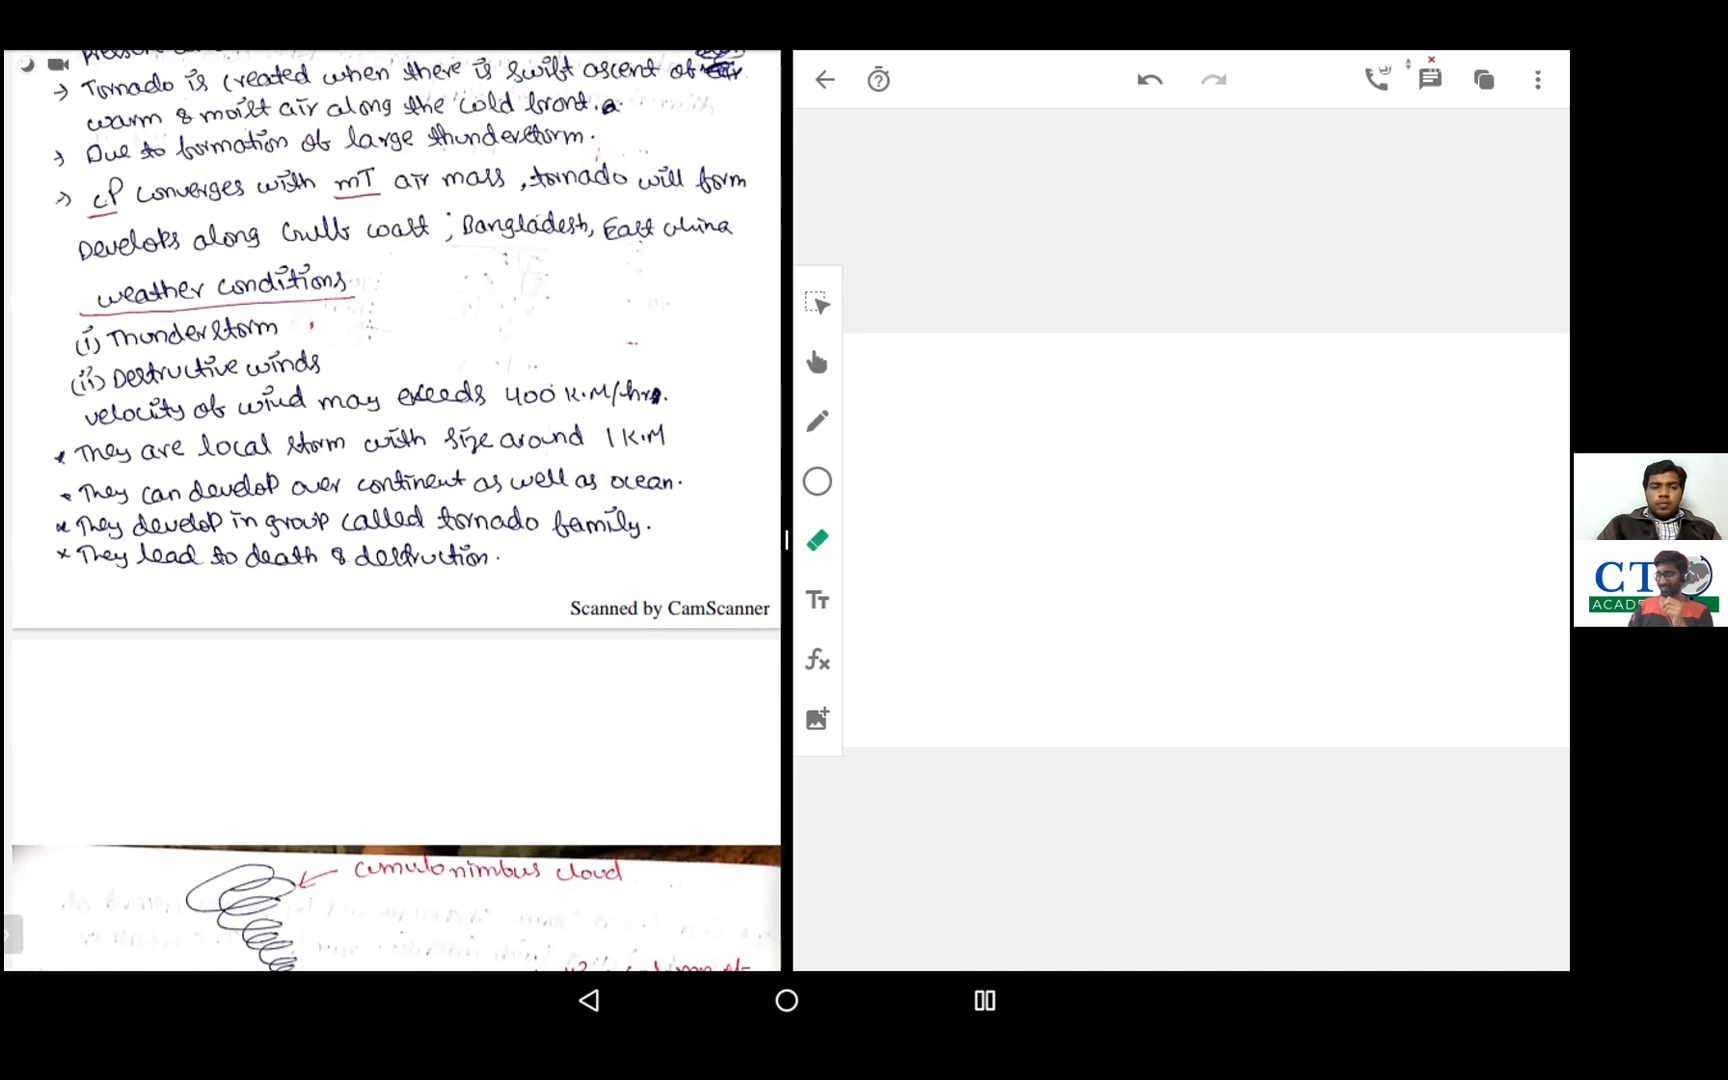 → Tornado is created when there is swift ascent of
warm & moist air along the cold front.
→ Due to formation of large thunderstorm.
→ cP converges with mT air mass, tornado will form
Develops along Gulf coast ; Bangladesh, East china
weather conditions
(i) Thunderstorm
(ii) Destructive winds
velocity of wind may exceeds 400 K.M/hr.
* They are local storm with size around 1 K.M
* They can develop over continent as well as ocean.
* They develop in group called tornado family.
* They lead to death & destruction.
Scanned by CamScanner
cumulonimbus cloud
Tт
fx
CT
ACAD